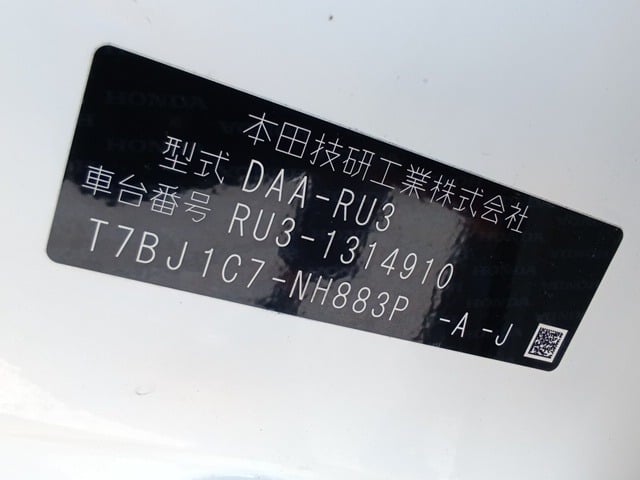 本田技研工業株式会社
型式 DAA-RU3
車台番号 RU3-1314910
T7BJ1C7-NH883P -A-J